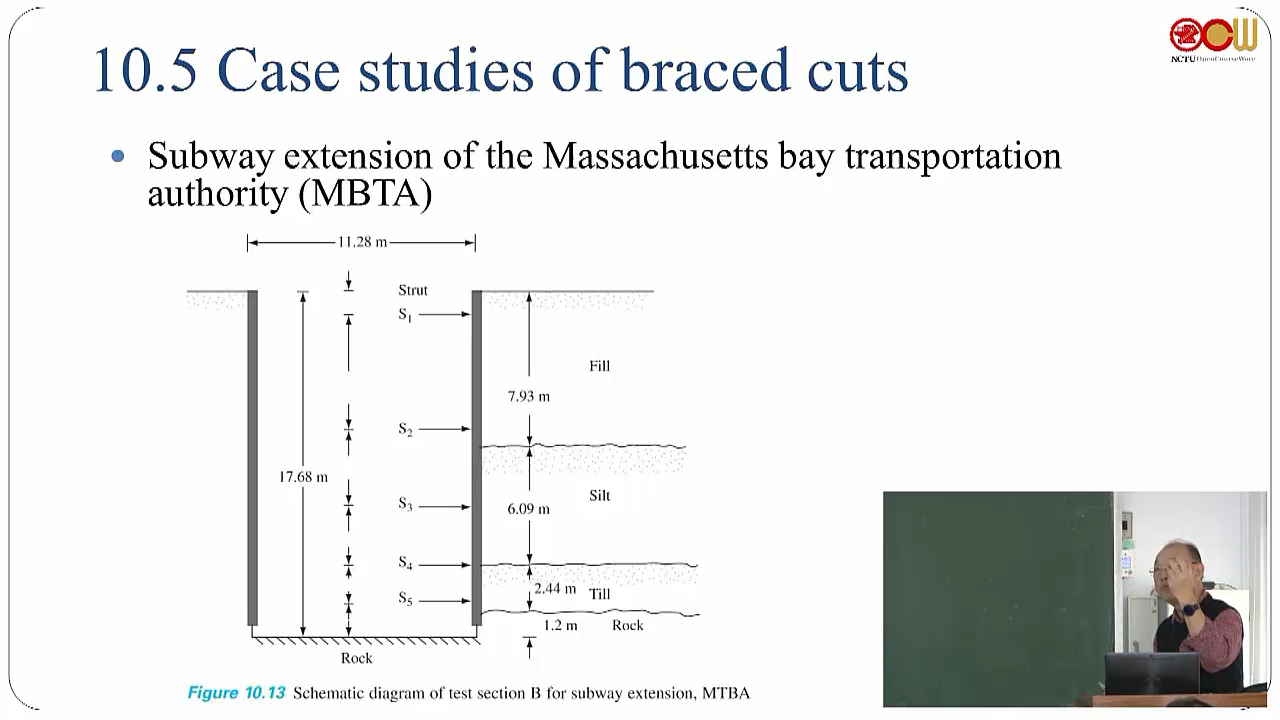 NCTU OpenCourseWare
10.5 Case studies of braced cuts
• Subway extension of the Massachusetts bay transportation
authority (MBTA)
11.28 m
Strut
S1
Fill
7.93 m
S2
17.68 m
Silt
S3
6.09 m
S4
2.44 m
Till
S5
1.2 m
Rock
Rock
Figure 10.13 Schematic diagram of test section B for subway extension, MTBA